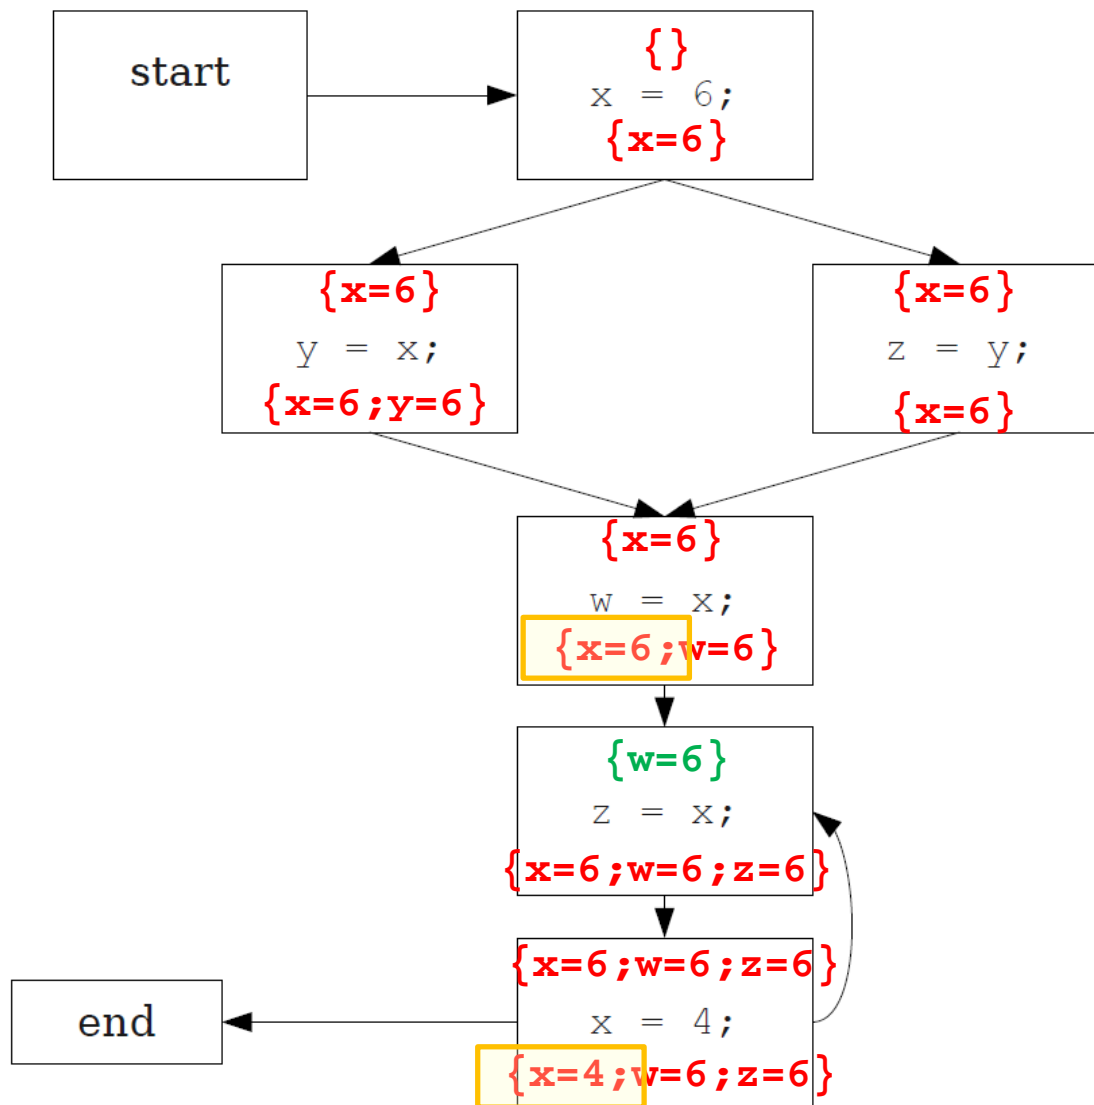 start
{}
x = 6;
{x=6}
{x=6}
y = x;
{x=6;y=6}
{x=6}
z = y;
{x=6}
{x=6}
w = x;
{x=6;w=6}
{w=6}
z = x;
{x=6;w=6;z=6}
{x=6;w=6;z=6}
x = 4;
{x=4;w=6;z=6}
end